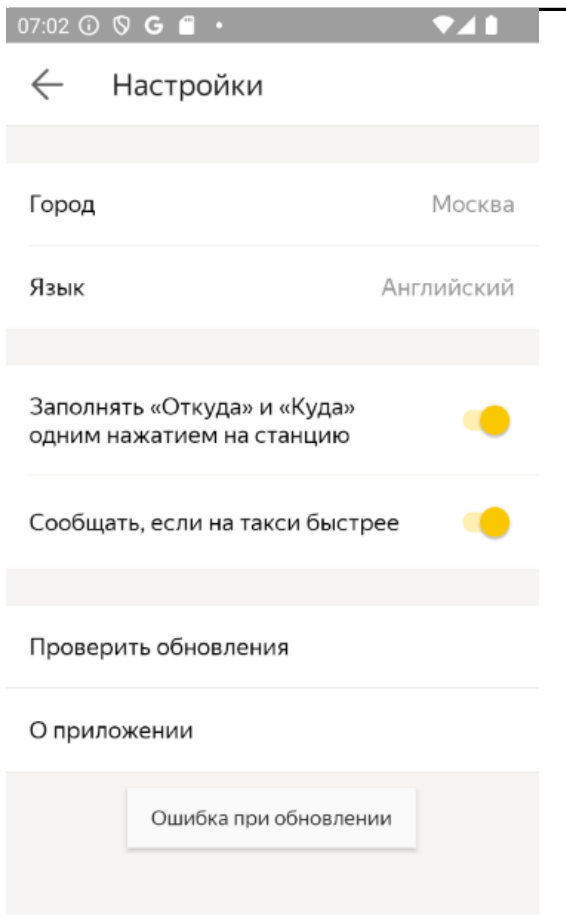 07:02
Настройки
Город Москва
Язык Английский
Заполнять «Откуда» и «Куда»
одним нажатием на станцию
Сообщать, если на такси быстрее
Проверить обновления
О приложении
Ошибка при обновлении